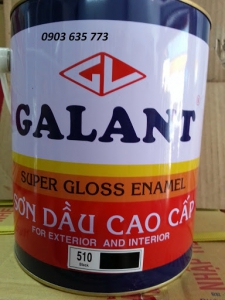 0903 635 773
GL
GALANT
SUPER GLOSS ENAMEL
SƠN DẦU CAO CẤP
FOR EXTERIOR AND INTERIOR
510